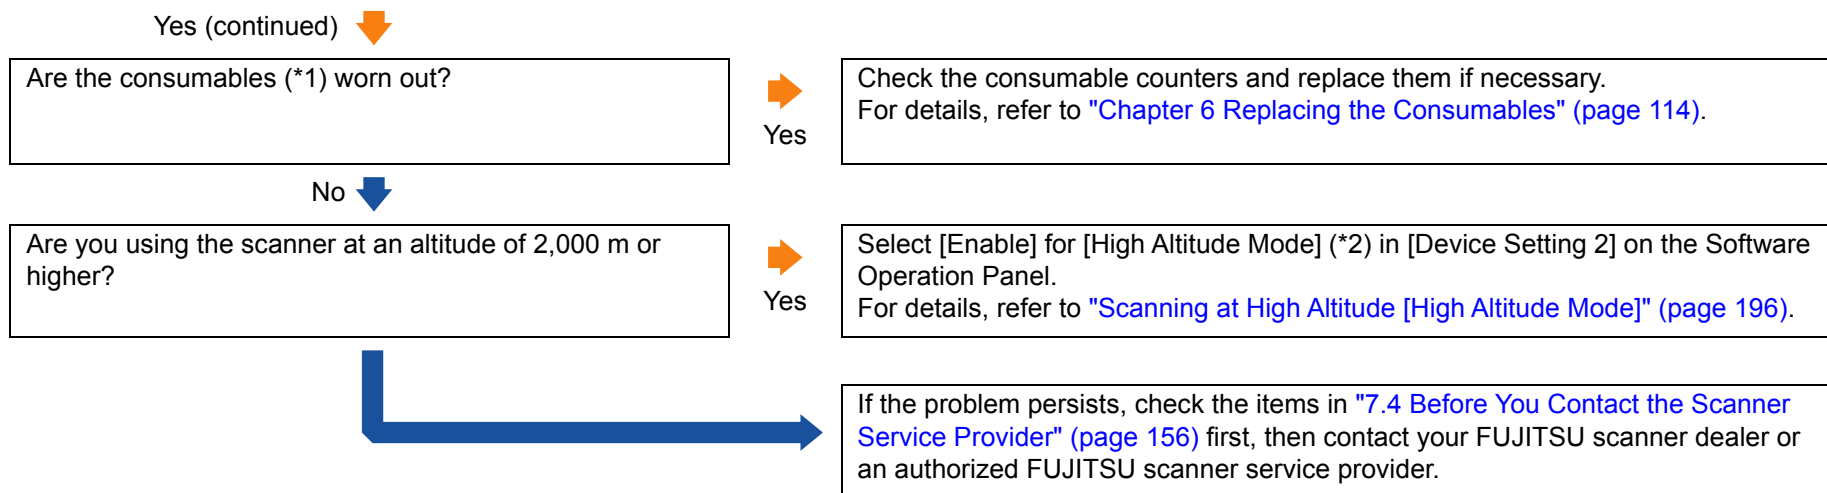 Yes (continued)
Are the consumables (*1) worn out?
Yes
Check the consumable counters and replace them if necessary.
For details, refer to "Chapter 6 Replacing the Consumables" (page 114).
No
Are you using the scanner at an altitude of 2,000 m or
higher?
Yes
Select [Enable] for [High Altitude Mode] (*2) in [Device Setting 2] on the Software
Operation Panel.
For details, refer to "Scanning at High Altitude [High Altitude Mode]" (page 196).
If the problem persists, check the items in "7.4 Before You Contact the Scanner
Service Provider" (page 156) first, then contact your FUJITSU scanner dealer or
an authorized FUJITSU scanner service provider.